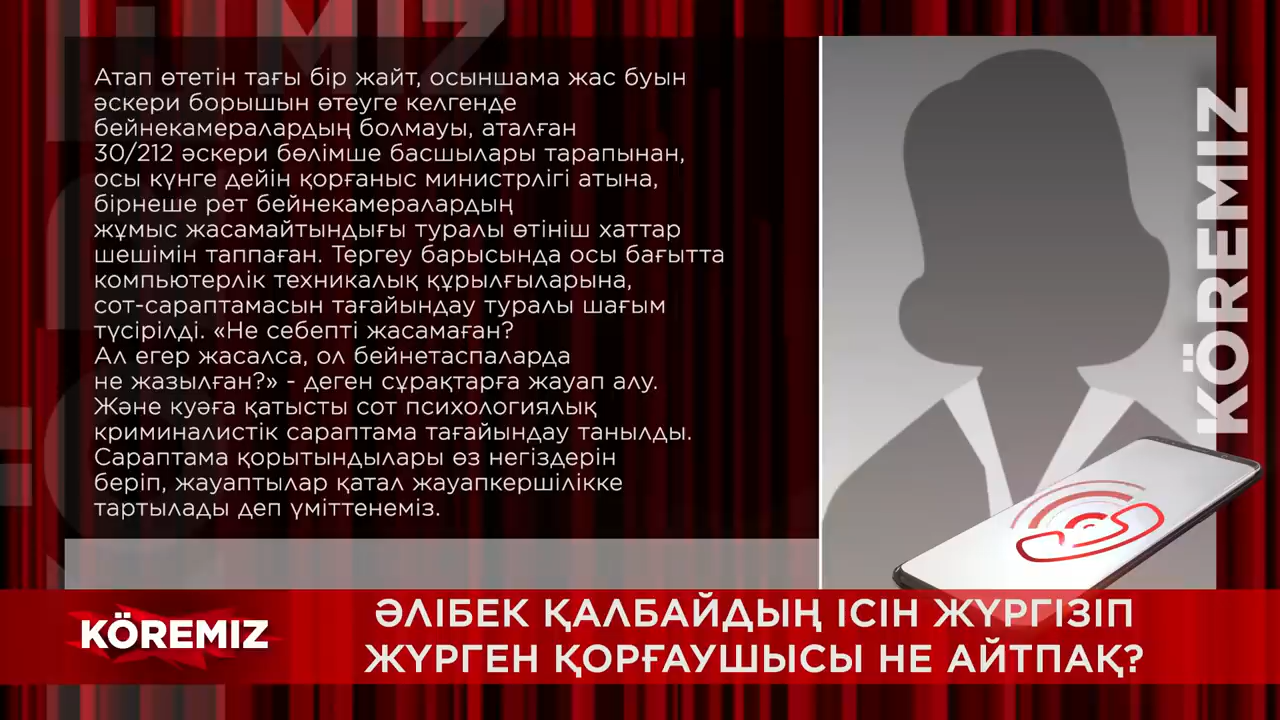 Атап өтетін тағы бір жайт, осыншама жас буын
әскери борышын өтеуге келгенде
бейнекамералардың болмауы, аталған
30/212 әскери бөлімше басшылары тарапынан,
осы күнге дейін қорғаныс министрлігі атына,
бірнеше рет бейнекамералардың
жұмыс жасамайтындығы туралы өтініш хаттар
шешімін таппаған. Тергеу барысында осы бағытта
компьютерлік техникалық құрылғыларына,
сот-сараптамасын тағайындау туралы шағым
түсірілді. «Не себепті жасамаған?
Ал егер жасалса, ол бейнетаспаларда
не жазылған?» - деген сұрақтарға жауап алу.
Және куәға қатысты сот психологиялық
криминалистік сараптама тағайындау танылды.
Сараптама қорытындылары өз негіздерін
беріп, жауаптылар қатал жауапкершілікке
тартылады деп үміттенеміз.
KÖREMIZ
KÖREMIZ
ӘЛІБЕК ҚАЛБАЙДЫҢ ІСІН ЖҮРГІЗІП
ЖҮРГЕН ҚОРҒАУШЫСЫ НЕ АЙТПАҚ?